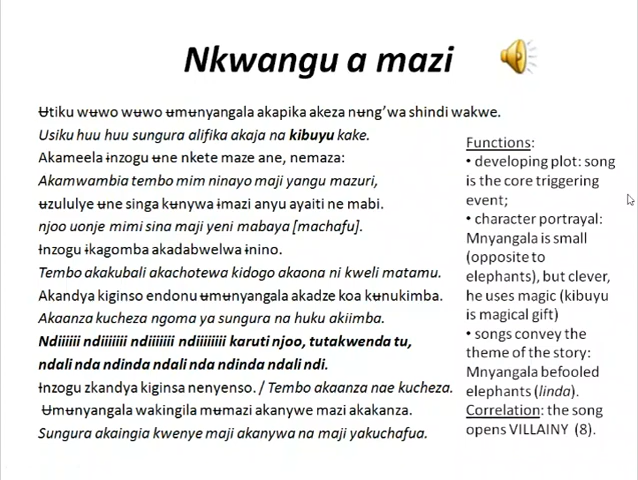 Nkwangu a mazi
Ʉtiku wʉwo wʉwo ʉmʉnyangala akapika akeza nʉng’wa shindi wakwe.
Usiku huu huu sungura alifika akaja na kibuyu kake.
Akameela ɨnzogu ʉne nkete maze ane, nemaza:
Akamwambia tembo mim ninayo maji yangu mazuri,
ʉzululye ʉne singa kʉnywa ɨmazi anyu ayaiti ne mabi.
njoo uonje mimi sina maji yeni mabaya [machafu].
Ɨnzogu ɨkagomba akadabwelwa ɨnino.
Tembo akakubali akachotewa kidogo akaona ni kweli matamu.
Akandya kiginso endonu ʉmʉnyangala akadze koa kʉnukimba.
Akaanza kucheza ngoma ya sungura na huku akiimba.
Ndiiiiii ndiiiiiii ndiiiiiii ndiiiiiiii karuti njoo, tutakwenda tu,
ndali nda ndinda ndali nda ndinda ndali ndi.
Ɨnzogu zkandya kiginsa nenyenso. / Tembo akaanza nae kucheza.
Ʉmʉnyangala wakingila mʉmazi akanywe mazi akakanza.
Sungura akaingia kwenye maji akanywa na maji yakuchafua.
Functions:
• developing plot: song
is the core triggering
event;
• character portrayal:
Mnyangala is small
(opposite to
elephants), but clever,
he uses magic (kibuyu
is magical gift)
• songs convey the
theme of the story:
Mnyangala befooled
elephants (linda).
Correlation: the song
opens VILLAINY (8).